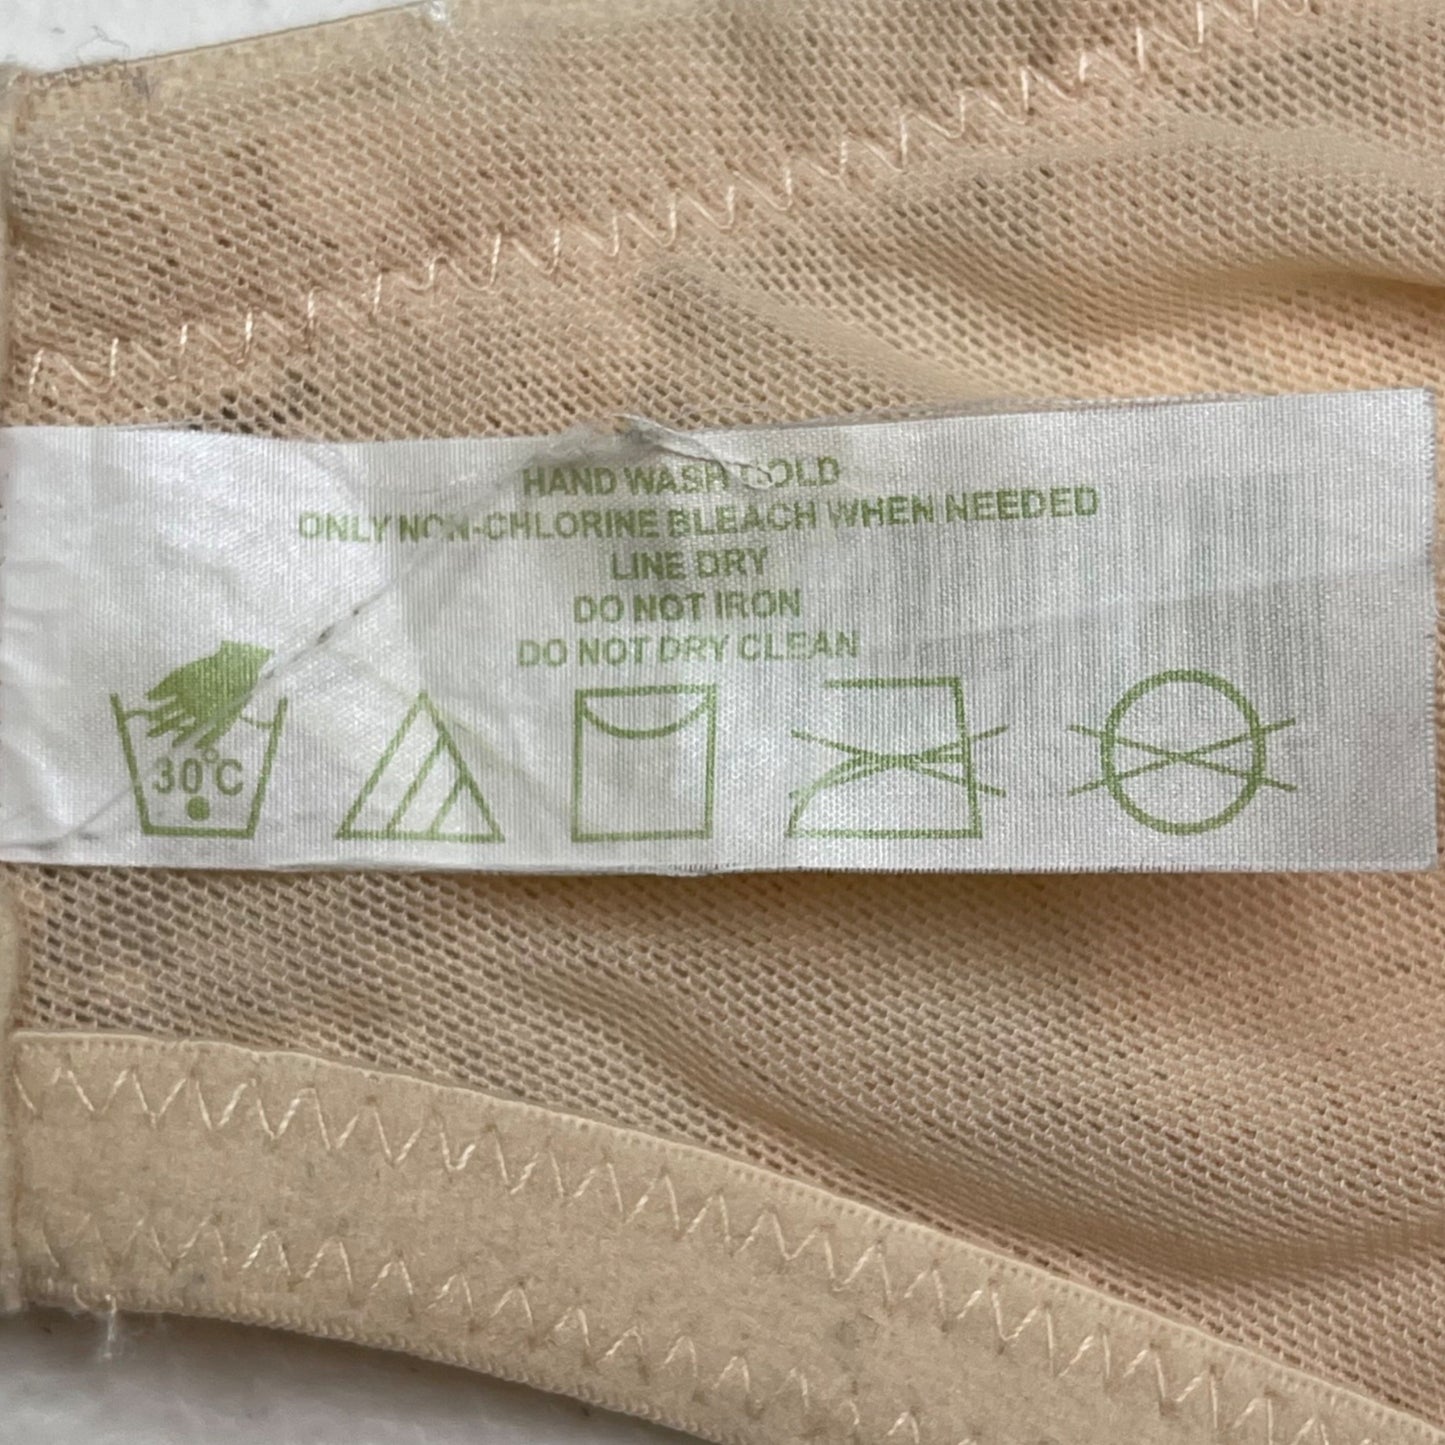 HAND WASH COLD
ONLY NON-CHLORINE BLEACH WHEN NEEDED
LINE DRY
DO NOT IRON
DO NOT DRY CLEAN
30°C